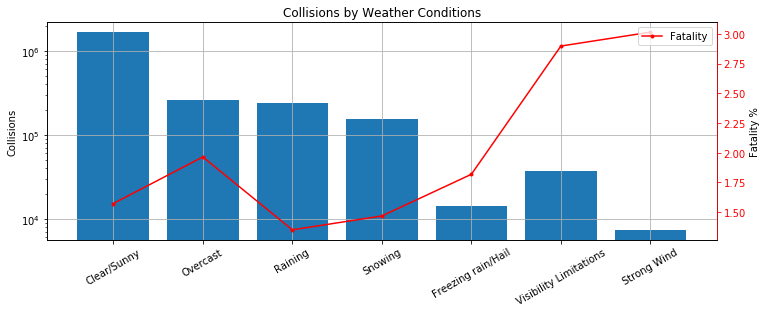 Collisions by Weather Conditions
Collisions
10^6
10^5
10^4
Fatality
3.00
2.75
2.50
2.25
2.00
1.75
1.50
Fatality %
Clear/Sunny
Overcast
Raining
Snowing
Freezing rain/Hail
Visibility Limitations
Strong Wind